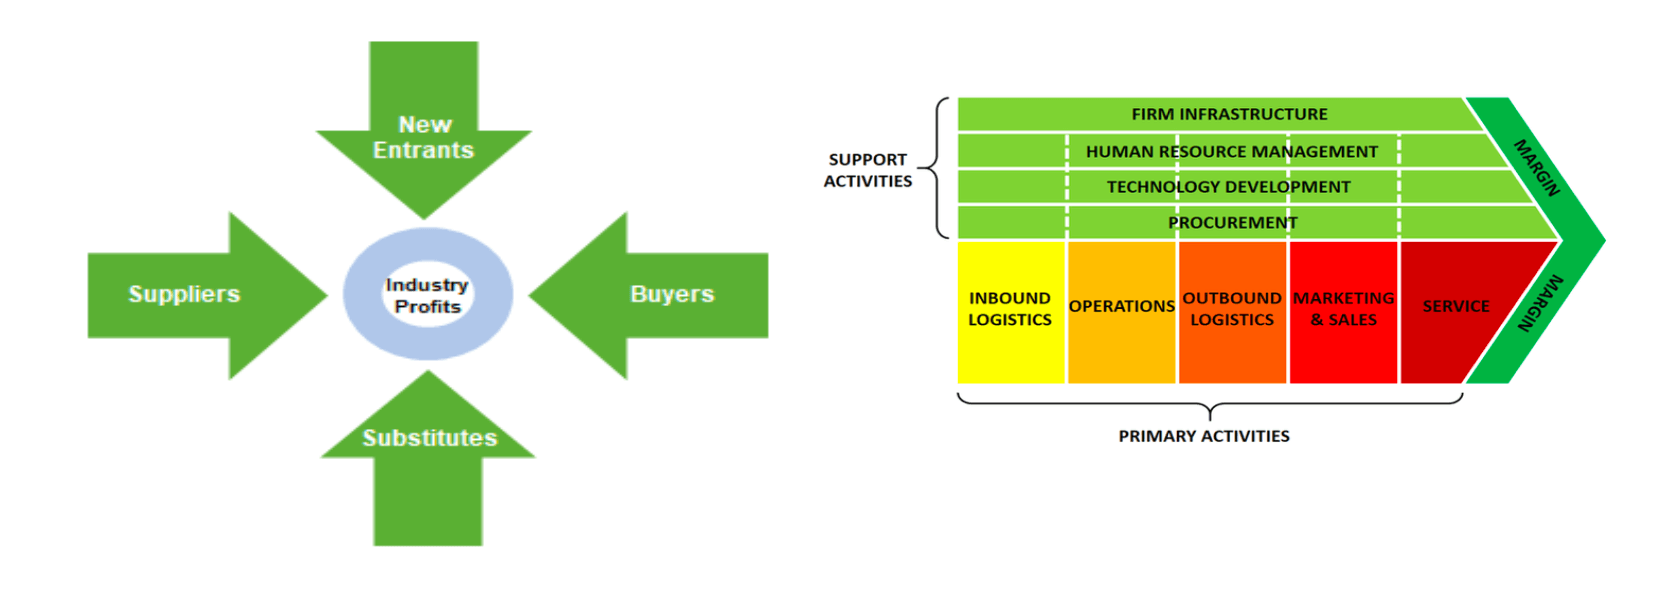 New
Entrants
Suppliers
Industry
Profits
Buyers
Substitutes
SUPPORT
ACTIVITIES
FIRM INFRASTRUCTURE
HUMAN RESOURCE MANAGEMENT
TECHNOLOGY DEVELOPMENT
PROCUREMENT
INBOUND
LOGISTICS
OPERATIONS
OUTBOUND
LOGISTICS
MARKETING
& SALES
SERVICE
MARGIN
MARGIN
PRIMARY ACTIVITIES